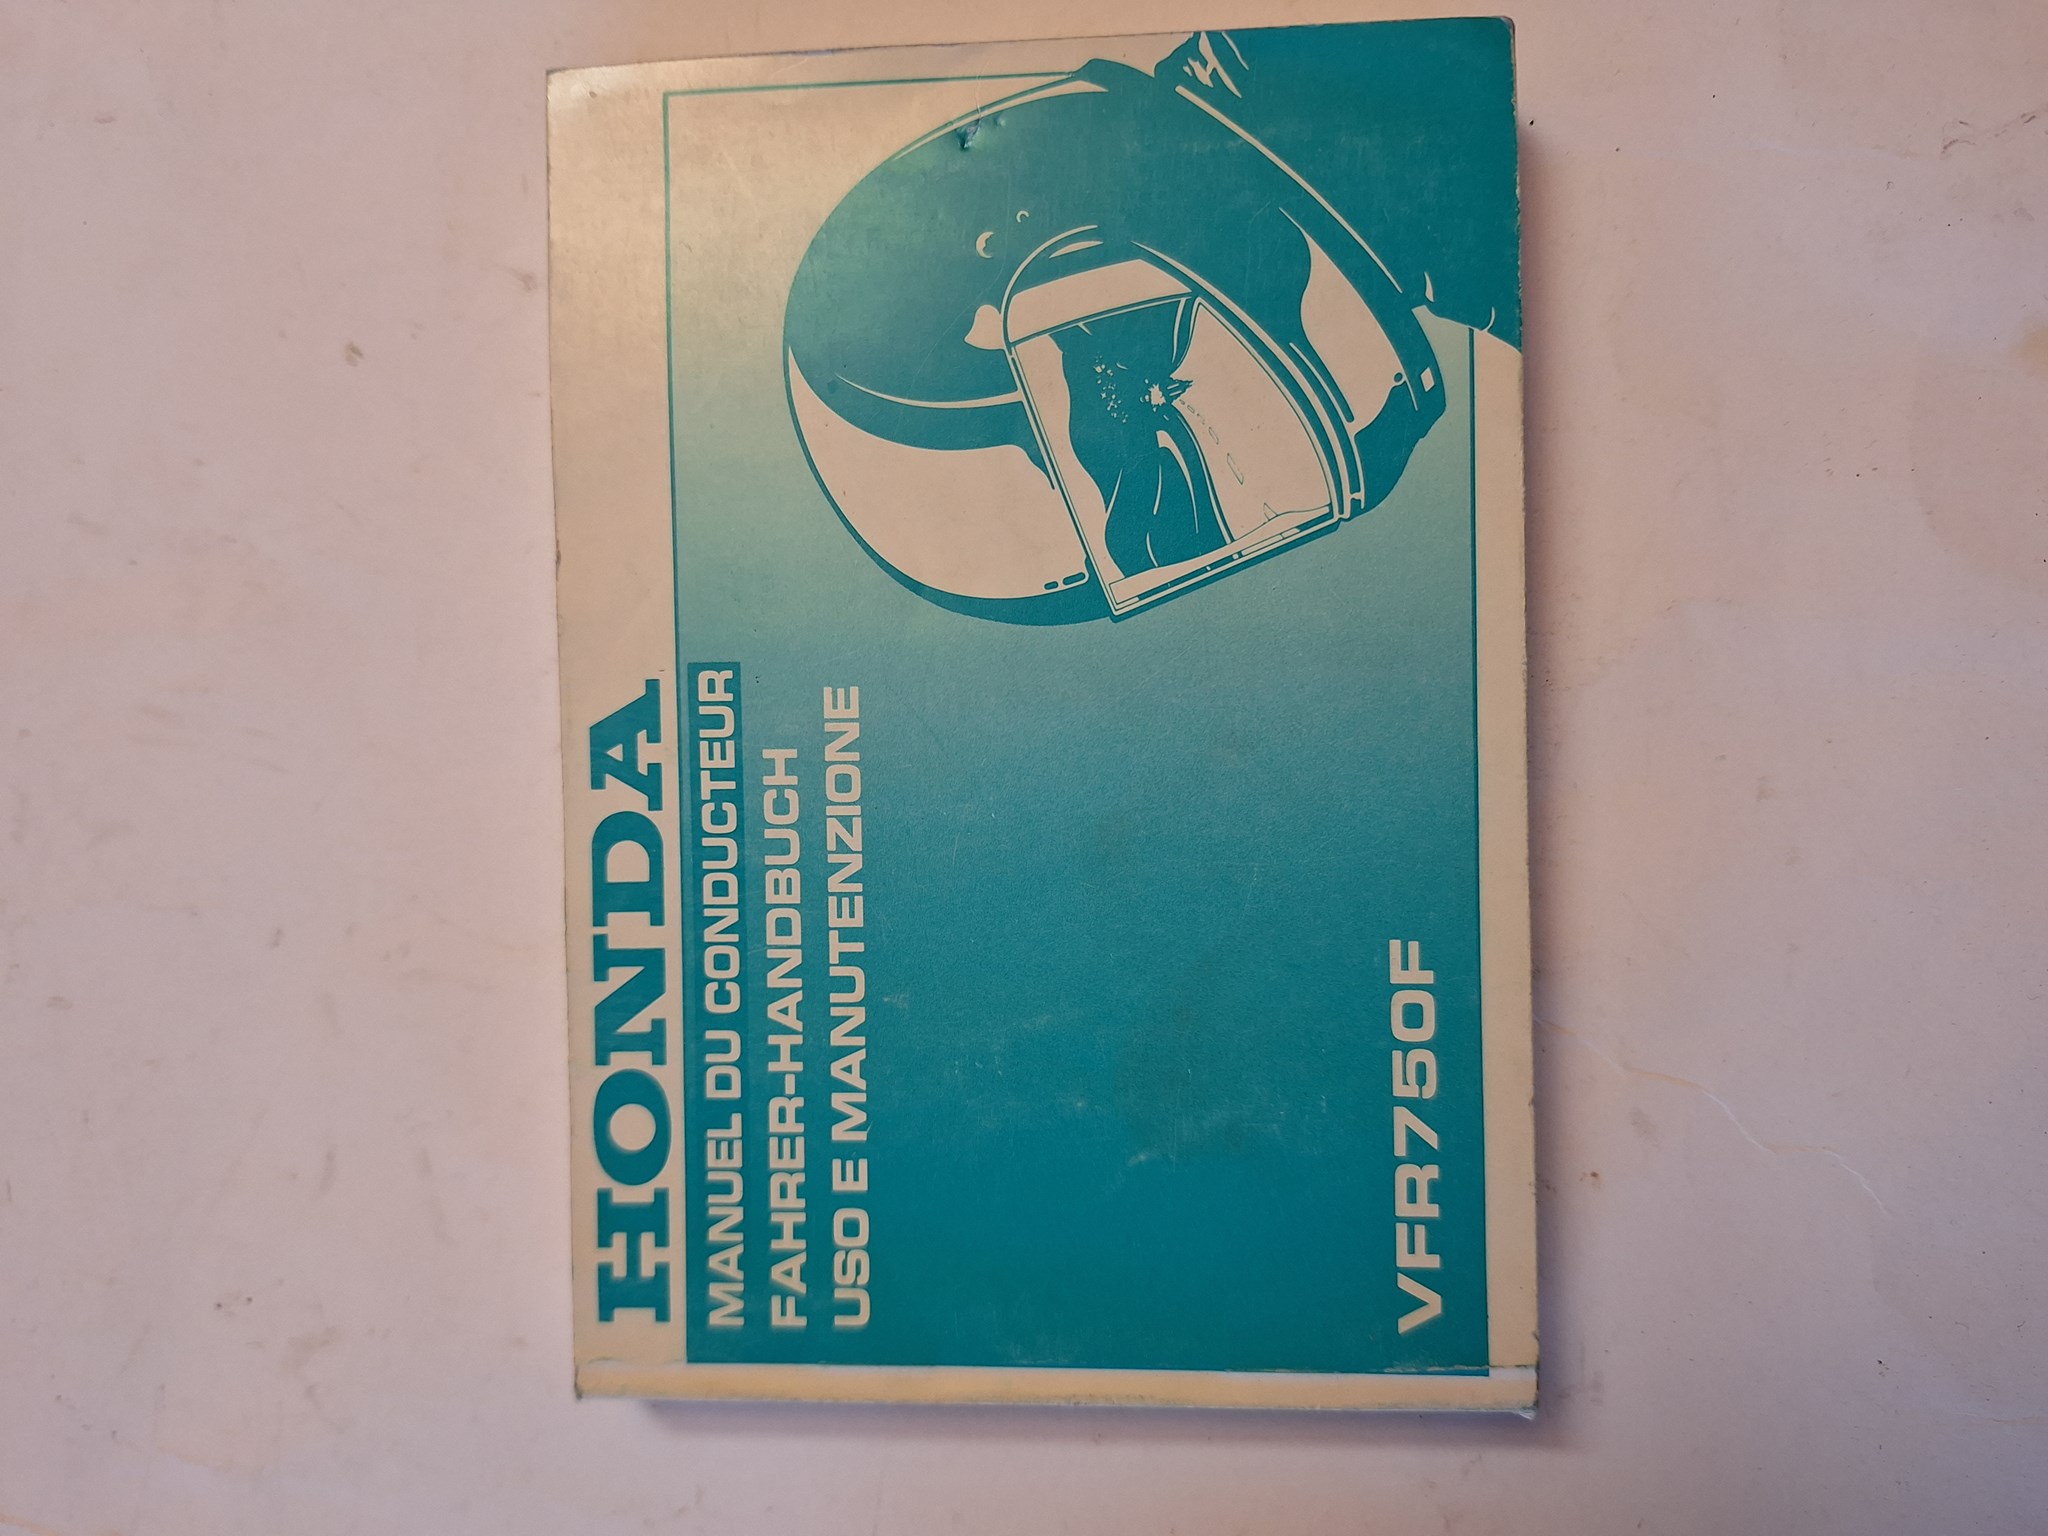 HONDA
MANUEL DU CONDUCTEUR
FAHRER-HANDBUCH
USO E MANUTENZIONE
VFR750F